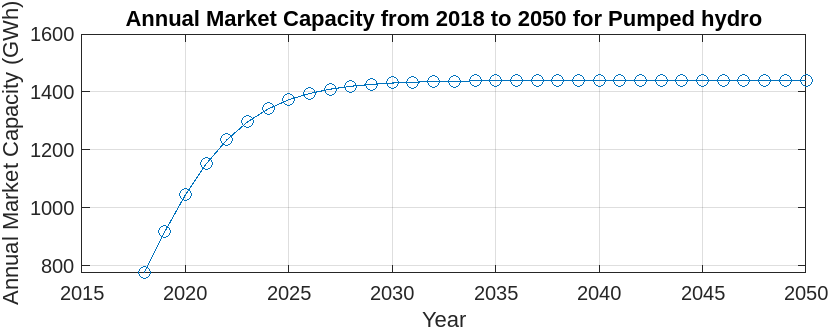 Annual Market Capacity from 2018 to 2050 for Pumped hydro
Annual Market Capacity (GWh)
1600
1400
1200
1000
800
2015 2020 2025 2030 2035 2040 2045 2050
Year